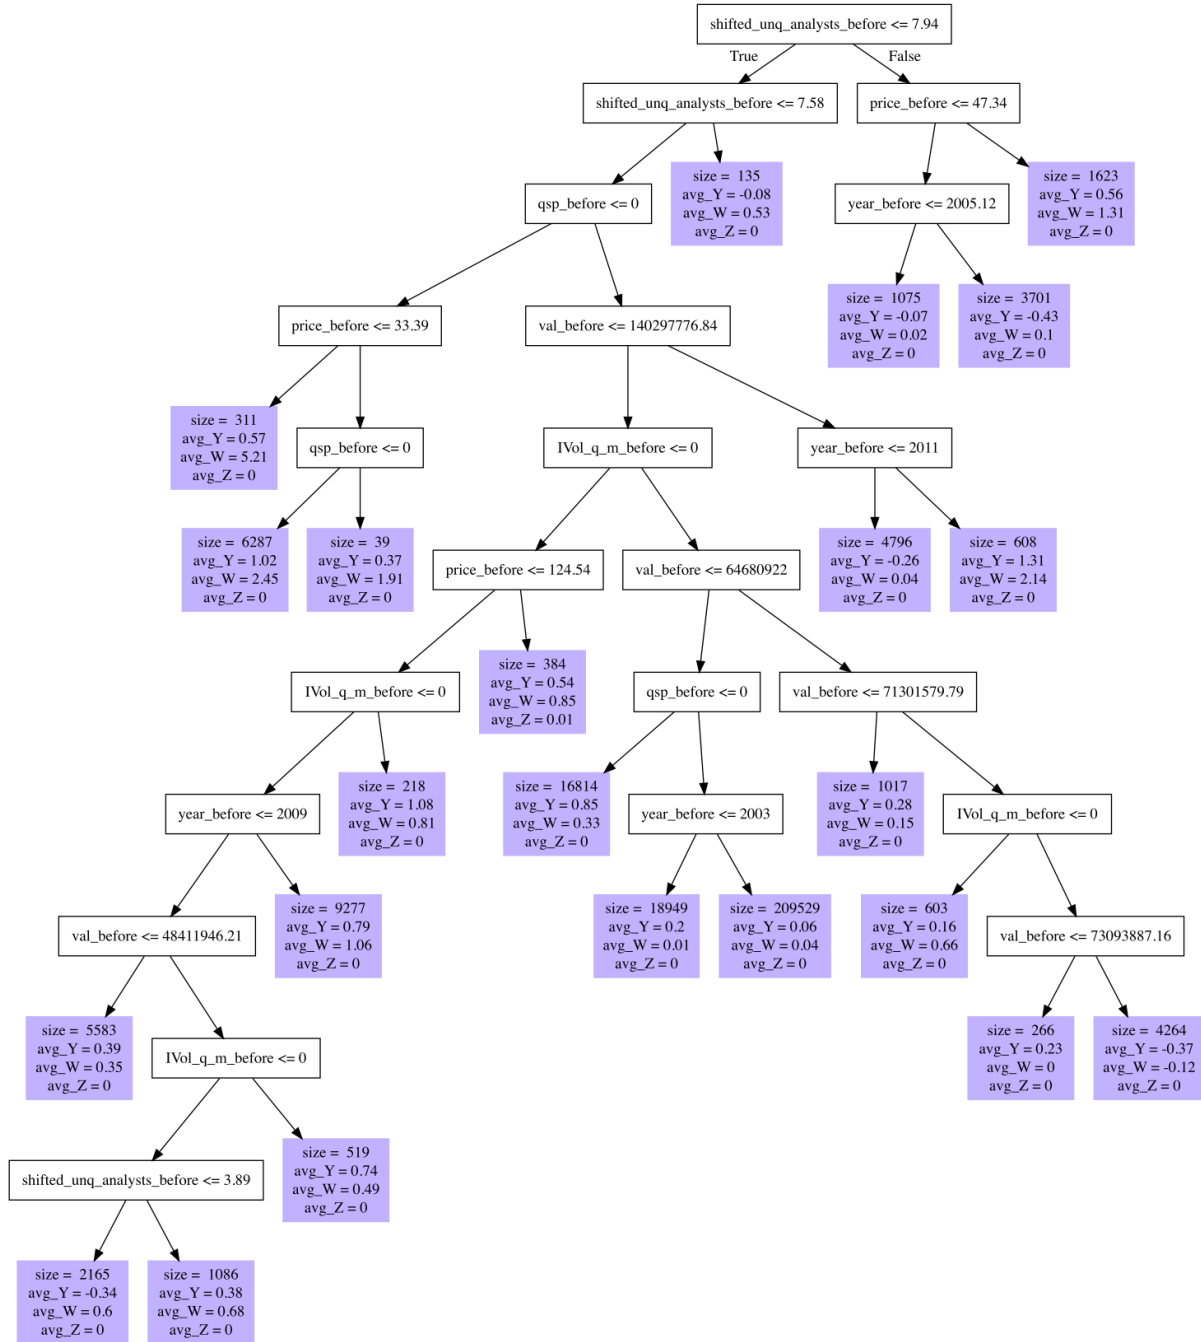 shifted_unq_analysts_before <= 7.94
True
False
shifted_unq_analysts_before <= 7.58
price_before <= 47.34
size = 135
avg_Y = -0.08
avg_W = 0.53
avg_Z = 0
size = 1623
avg_Y = 0.56
avg_W = 1.31
avg_Z = 0
qsp_before <= 0
year_before <= 2005.12
size = 1075
avg_Y = -0.07
avg_W = 0.02
avg_Z = 0
size = 3701
avg_Y = -0.43
avg_W = 0.1
avg_Z = 0
price_before <= 33.39
val_before <= 140297776.84
size = 311
avg_Y = 0.57
avg_W = 5.21
avg_Z = 0
qsp_before <= 0
IVol_q_m_before <= 0
year_before <= 2011
size = 6287
avg_Y = 1.02
avg_W = 2.45
avg_Z = 0
size = 39
avg_Y = 0.37
avg_W = 1.91
avg_Z = 0
size = 4796
avg_Y = -0.26
avg_W = 0.04
avg_Z = 0
size = 608
avg_Y = 1.31
avg_W = 2.14
avg_Z = 0
price_before <= 124.54
val_before <= 64680922
size = 384
avg_Y = 0.54
avg_W = 0.85
avg_Z = 0.01
IVol_q_m_before <= 0
qsp_before <= 0
val_before <= 71301579.79
size = 218
avg_Y = 1.08
avg_W = 0.81
avg_Z = 0
size = 16814
avg_Y = 0.85
avg_W = 0.33
avg_Z = 0
size = 1017
avg_Y = 0.28
avg_W = 0.15
avg_Z = 0
year_before <= 2009
year_before <= 2003
IVol_q_m_before <= 0
size = 9277
avg_Y = 0.79
avg_W = 1.06
avg_Z = 0
size = 18949
avg_Y = 0.2
avg_W = 0.01
avg_Z = 0
size = 209529
avg_Y = 0.06
avg_W = 0.04
avg_Z = 0
size = 603
avg_Y = 0.16
avg_W = 0.66
avg_Z = 0
val_before <= 48411946.21
val_before <= 73093887.16
size = 5583
avg_Y = 0.39
avg_W = 0.35
avg_Z = 0
IVol_q_m_before <= 0
size = 266
avg_Y = 0.23
avg_W = 0
avg_Z = 0
size = 4264
avg_Y = -0.37
avg_W = -0.12
avg_Z = 0
size = 519
avg_Y = 0.74
avg_W = 0.49
avg_Z = 0
shifted_unq_analysts_before <= 3.89
size = 2165
avg_Y = -0.34
avg_W = 0.6
avg_Z = 0
size = 1086
avg_Y = 0.38
avg_W = 0.68
avg_Z = 0